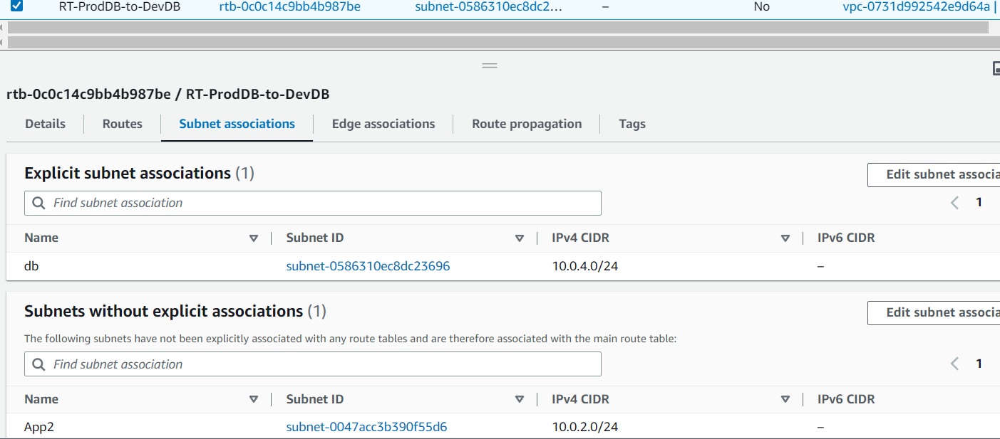 RT-ProdDB-to-DevDB rtb-0c0c14c9bb4b987be subnet-0586310ec8dc2... – No vpc-0731d992542e9d64a |
rtb-0c0c14c9bb4b987be / RT-ProdDB-to-DevDB
Details Routes Subnet associations Edge associations Route propagation Tags
Explicit subnet associations (1)
Edit subnet associa
Find subnet association
1
Name Subnet ID IPv4 CIDR IPv6 CIDR
db subnet-0586310ec8dc23696 10.0.4.0/24 –
Subnets without explicit associations (1)
Edit subnet associa
The following subnets have not been explicitly associated with any route tables and are therefore associated with the main route table:
Find subnet association
1
Name Subnet ID IPv4 CIDR IPv6 CIDR
App2 subnet-0047acc3b390f55d6 10.0.2.0/24 –